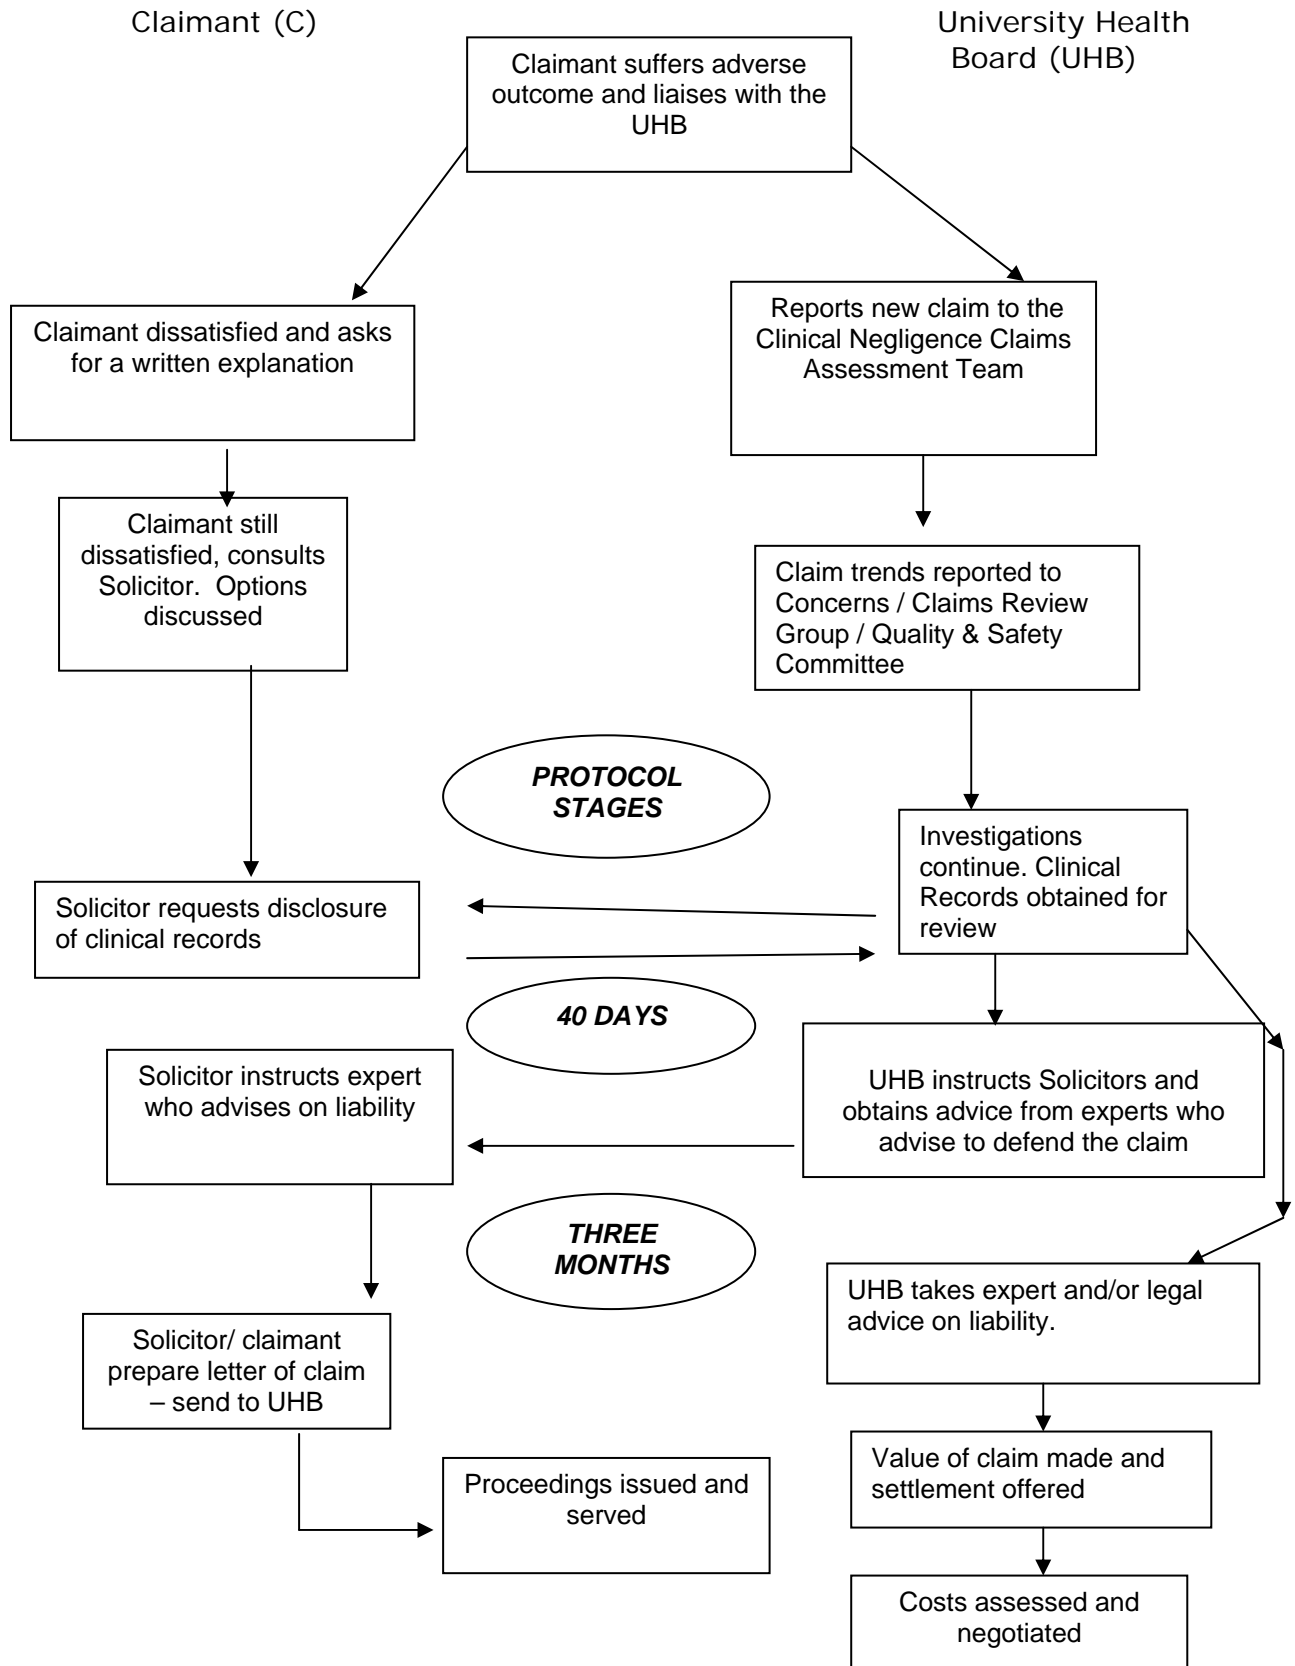 Claimant (C)
University Health
Board (UHB)
Claimant suffers adverse
outcome and liaises with the
UHB
Claimant dissatisfied and asks
for a written explanation
Reports new claim to the
Clinical Negligence Claims
Assessment Team
Claimant still
dissatisfied, consults
Solicitor.  Options
discussed
Claim trends reported to
Concerns / Claims Review
Group / Quality & Safety
Committee
PROTOCOL
STAGES
Investigations
continue. Clinical
Records obtained for
review
Solicitor requests disclosure
of clinical records
40 DAYS
Solicitor instructs expert
who advises on liability
UHB instructs Solicitors and
obtains advice from experts who
advise to defend the claim
THREE
MONTHS
UHB takes expert and/or legal
advice on liability.
Solicitor/ claimant
prepare letter of claim
– send to UHB
Value of claim made and
settlement offered
Proceedings issued and
served
Costs assessed and
negotiated